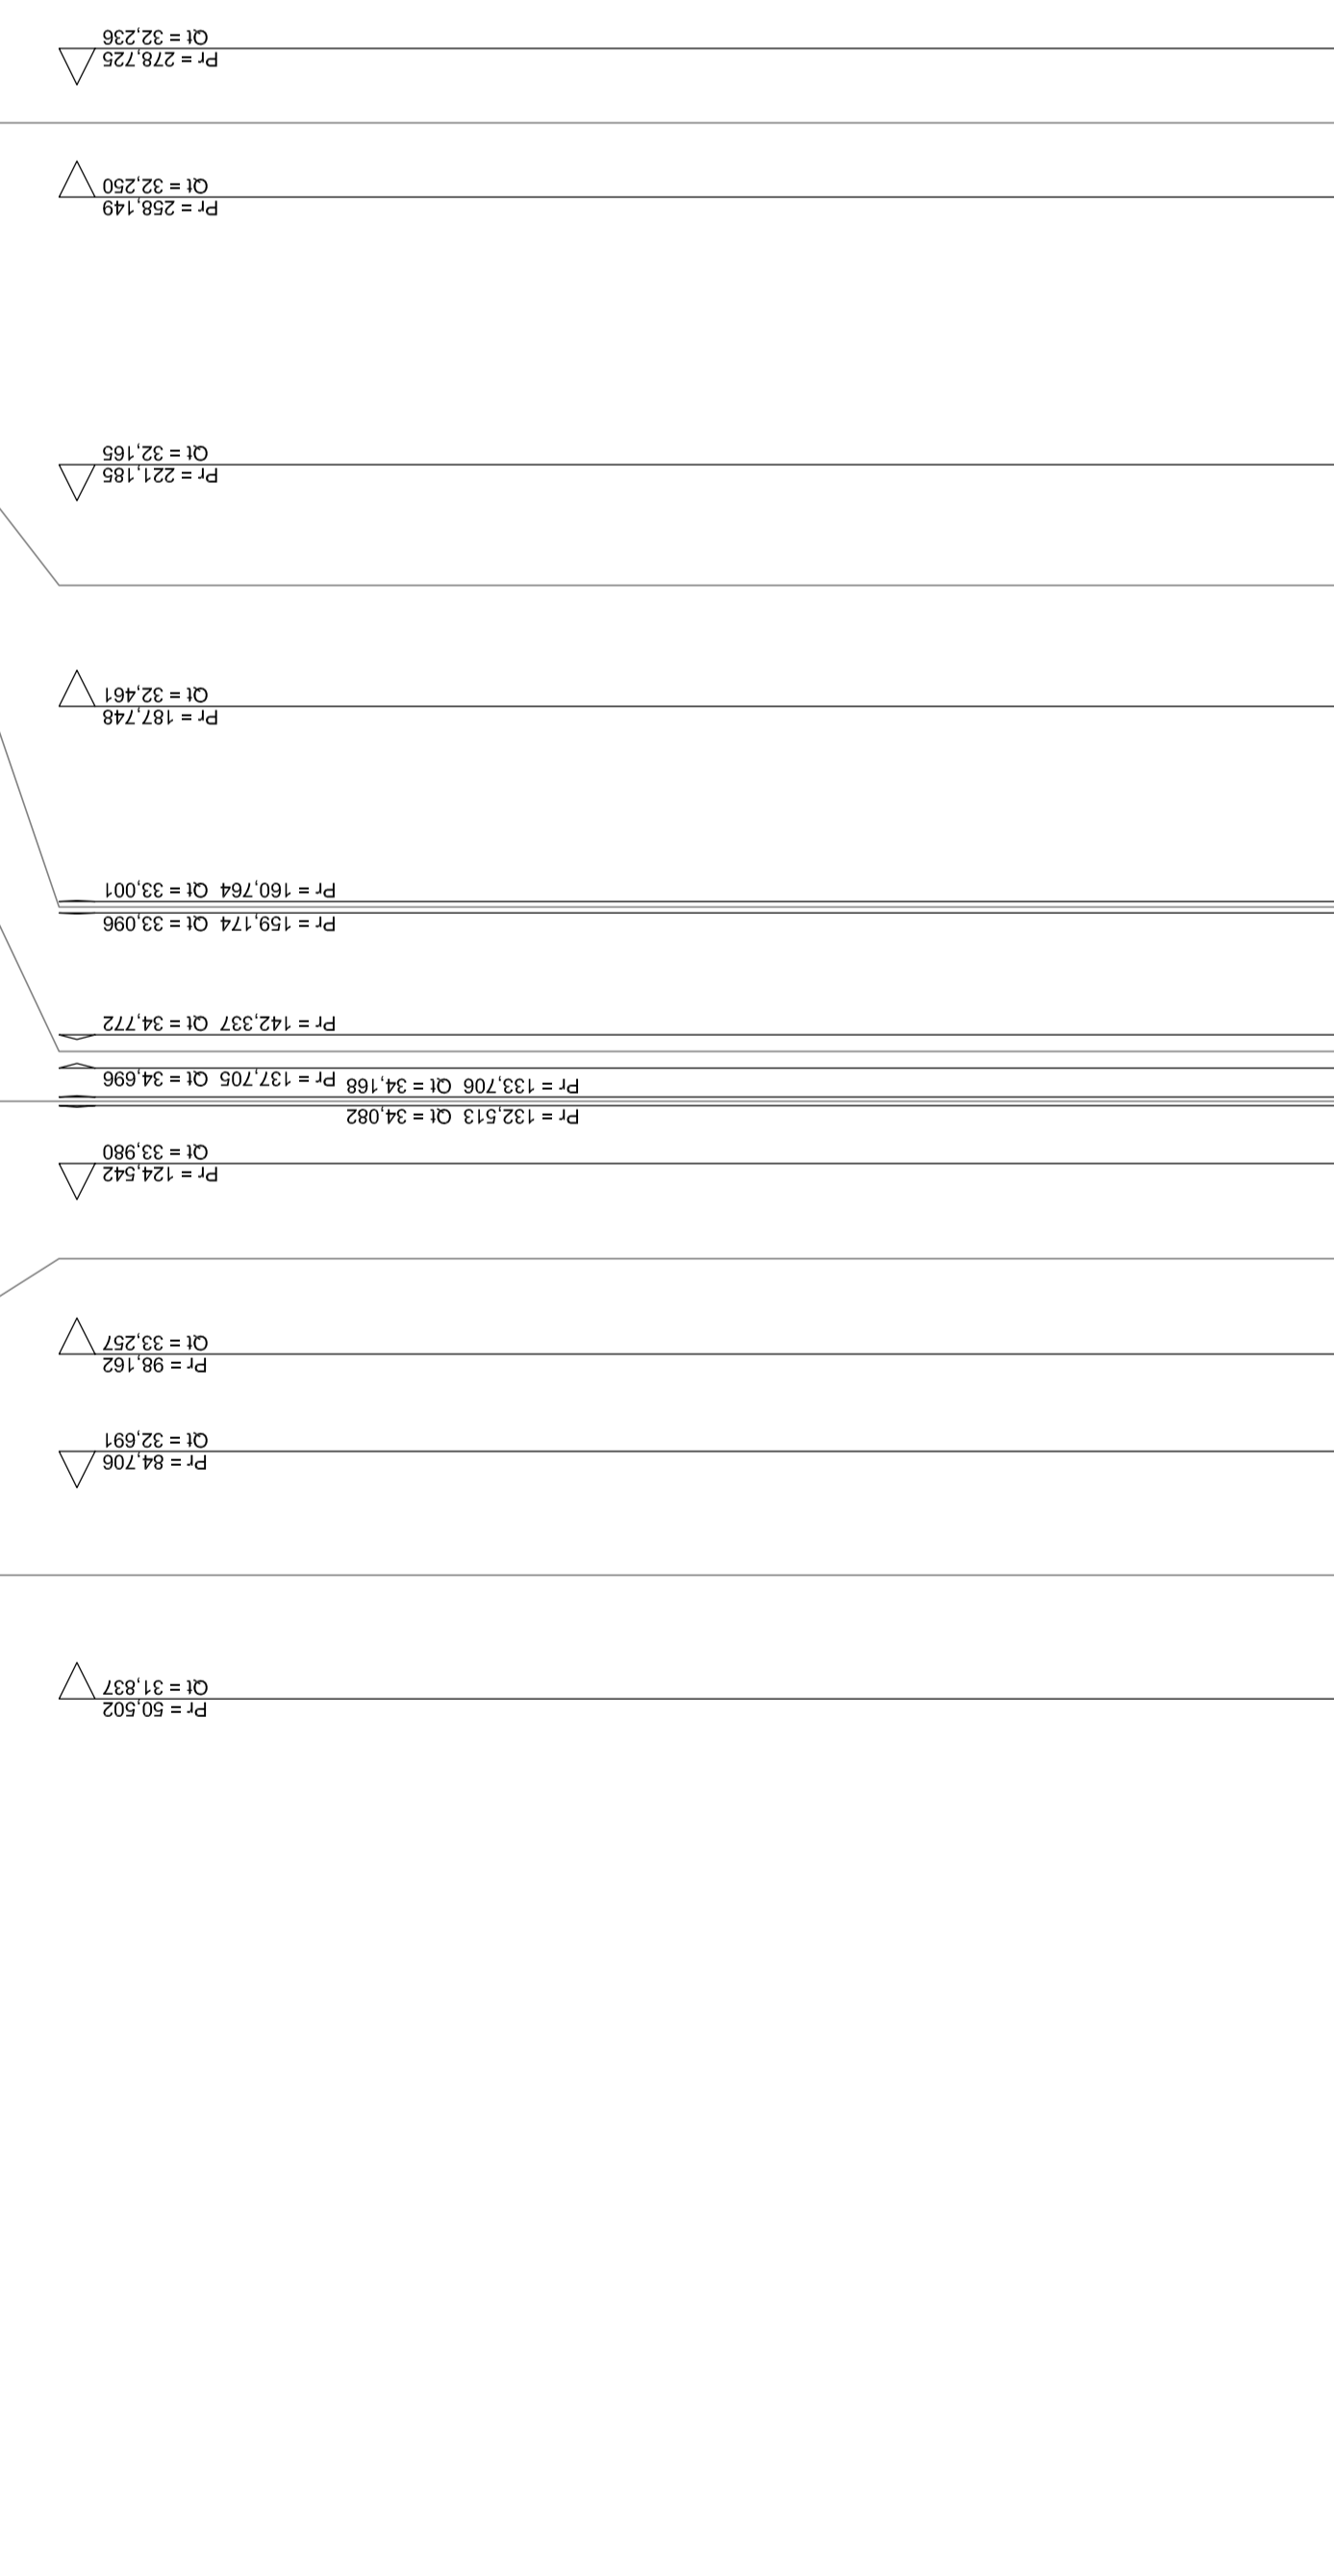 Pr = 50,502
Qt = 31,837
Pr = 84,706
Qt = 32,691
Pr = 98,162
Qt = 33,257
Pr = 124,542
Qt = 33,980
Pr = 132,513 Qt = 34,082
Pr = 133,706 Qt = 34,168
Pr = 137,705 Qt = 34,696
Pr = 142,337 Qt = 34,772
Pr = 159,174 Qt = 33,096
Pr = 160,764 Qt = 33,001
Pr = 187,748
Qt = 32,461
Pr = 221,185
Qt = 32,165
Pr = 258,149
Qt = 32,250
Pr = 278,725
Qt = 32,236